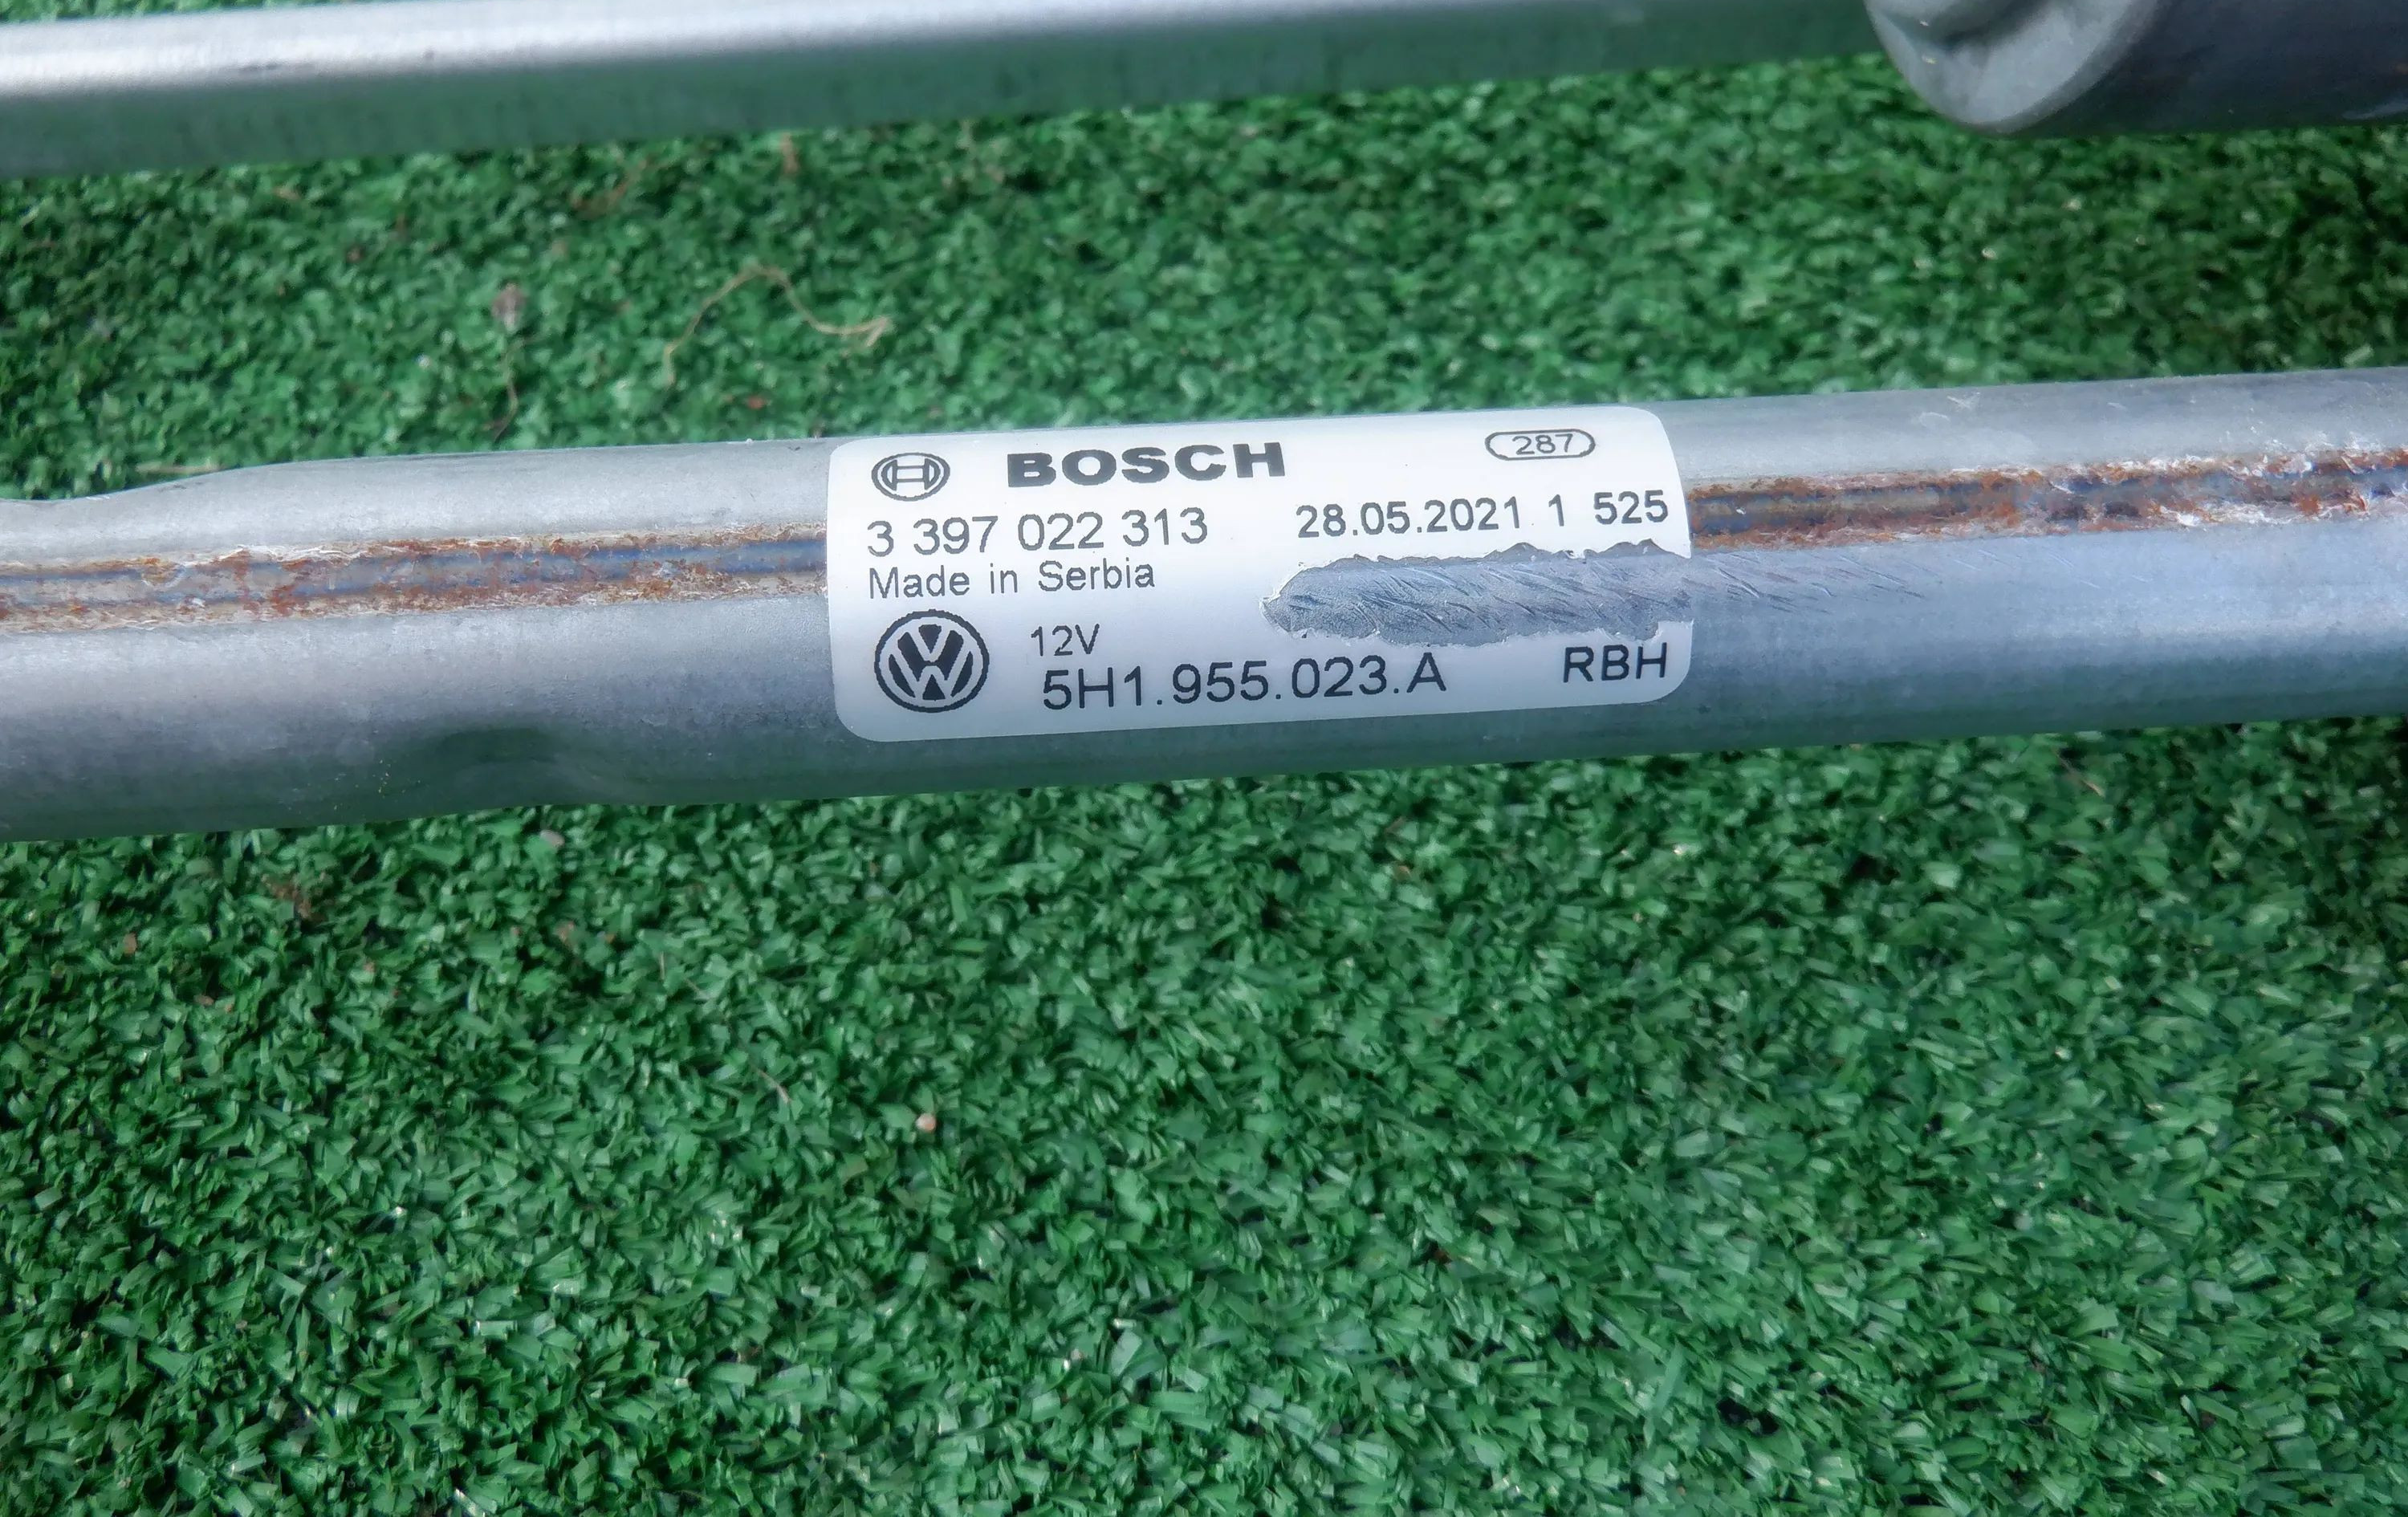 BOSCH 287
3 397 022 313 28.05.2021 1 525
Made in Serbia
12V
5H1.955.023.A RBH